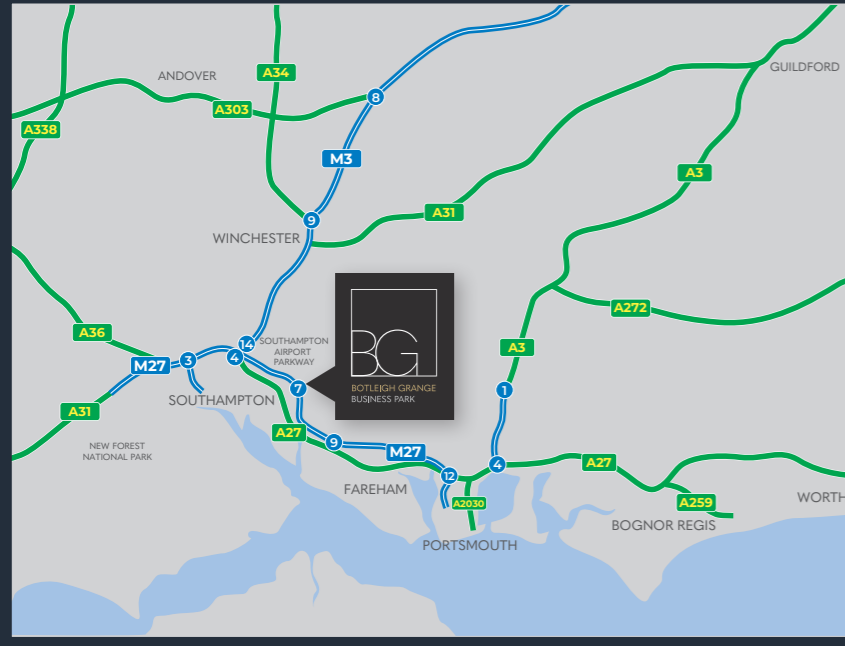 GUILDFORD
A34
ANDOVER
8
A303
A338
M3
A3
A31
9
WINCHESTER
BG
BOTLEIGH GRANGE
BUSINESS PARK
A272
A36
14
SOUTHAMPTON
AIRPORT
PARKWAY
A3
4
3
M27
7
1
SOUTHAMPTON
A31
A27
9
NEW FOREST
NATIONAL PARK
M27
4
A27
12
FAREHAM
A2030
A259
WORTH
BOGNOR REGIS
PORTSMOUTH